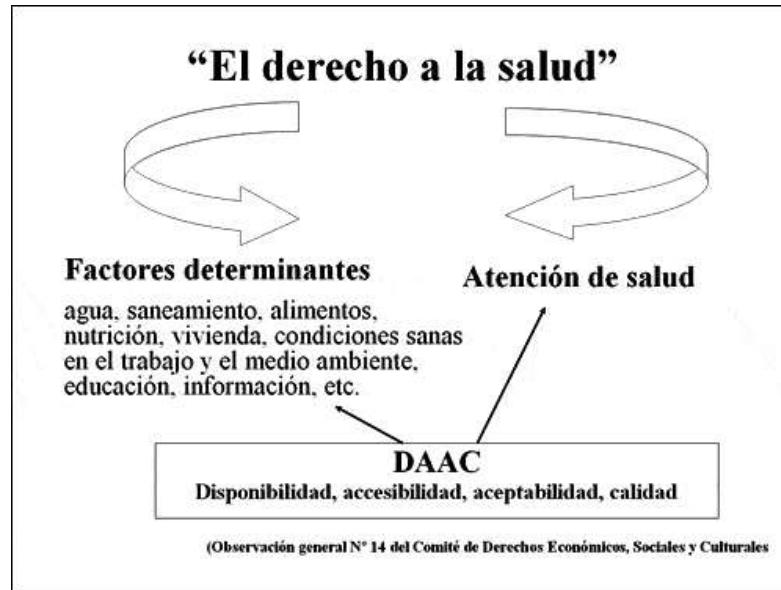 “El derecho a la salud”
Factores determinantes
agua, saneamiento, alimentos,
nutrición, vivienda, condiciones sanas
en el trabajo y el medio ambiente,
educación, información, etc.
Atención de salud
DAAC
Disponibilidad, accesibilidad, aceptabilidad, calidad
(Observación general Nº 14 del Comité de Derechos Económicos, Sociales y Culturales